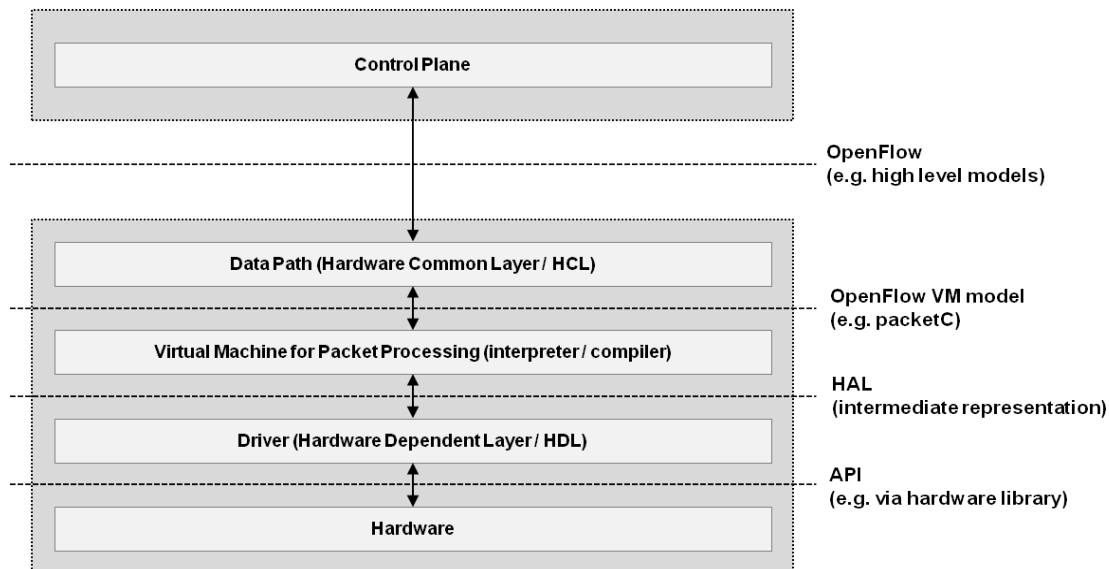 Control Plane
OpenFlow
(e.g. high level models)
Data Path (Hardware Common Layer / HCL)
OpenFlow VM model
(e.g. packetC)
Virtual Machine for Packet Processing (interpreter / compiler)
HAL
(intermediate representation)
Driver (Hardware Dependent Layer / HDL)
API
(e.g. via hardware library)
Hardware